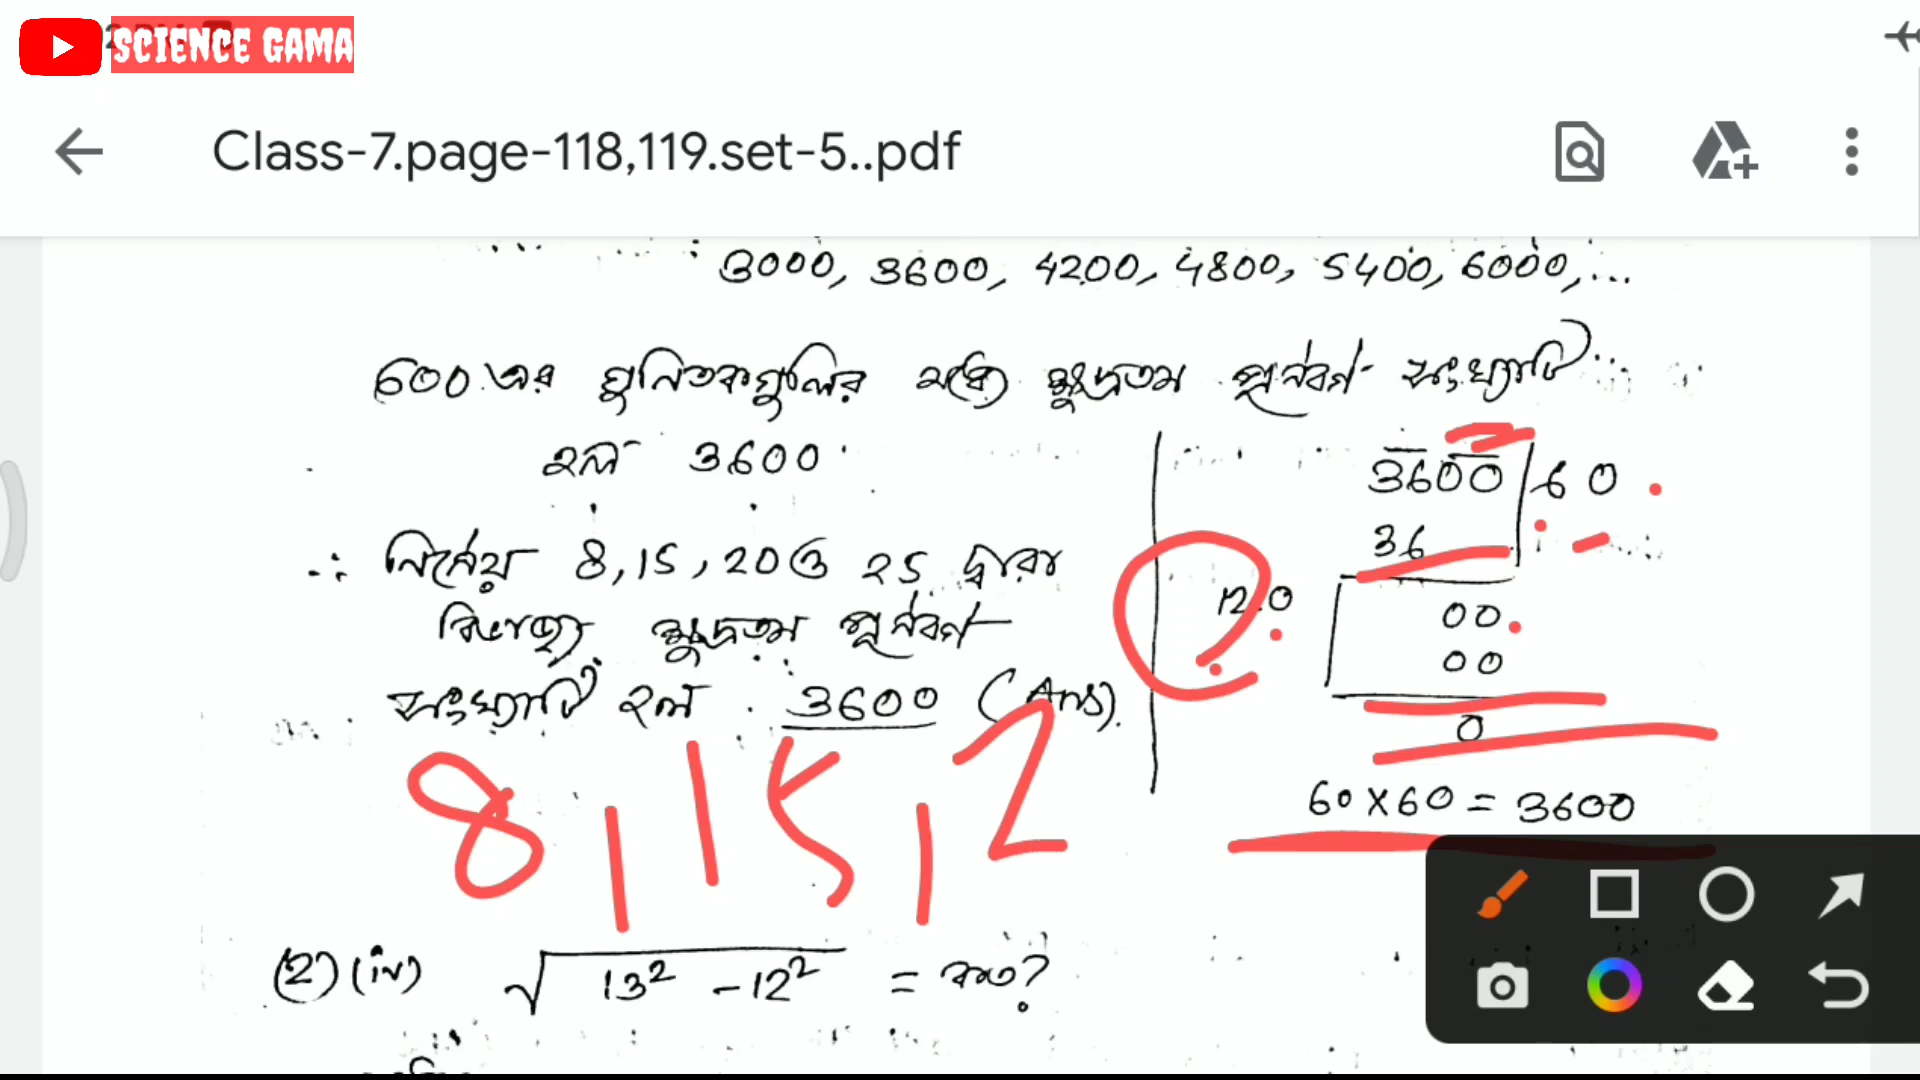 SCIENCE GAMA
Class-7.page-118,119.set-5..pdf
3000, 3600, 4200, 4800, 5400, 6000,...
600 এর গুনিতকগুলির মধ্যে ক্ষুদ্রতম পূর্নবর্গ সংখ্যাটি
হল 3600
∴ নির্নেয় 8, 15, 20 ও 25 দ্বারা
বিভাজ্য ক্ষুদ্রতম পূর্নবর্গ
সংখ্যাটি হল 3600 (Ans).
3600 | 60
36
120 | 00
00
0
60 x 60 = 3600
8, 15, 2
(2) (iv) √13² - 12² = কত?